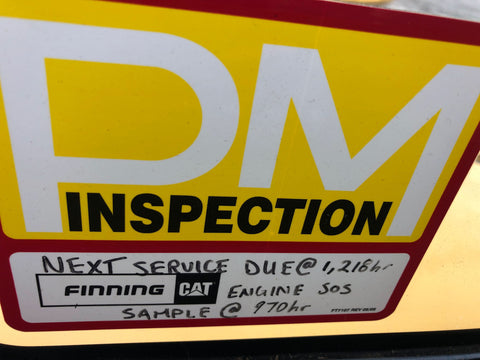 PM
INSPECTION
NEXT SERVICE DUE @ 1,216hr
FINNING CAT ENGINE SOS
SAMPLE @ 970hr